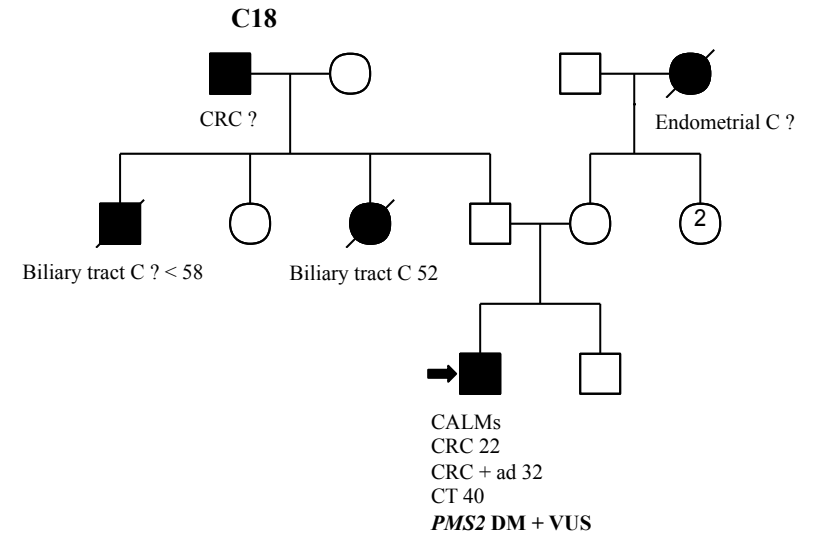 C18
CRC ?
Endometrial C ?
2
Biliary tract C ? < 58
Biliary tract C 52
CALMs
CRC 22
CRC + ad 32
CT 40
PMS2 DM + VUS